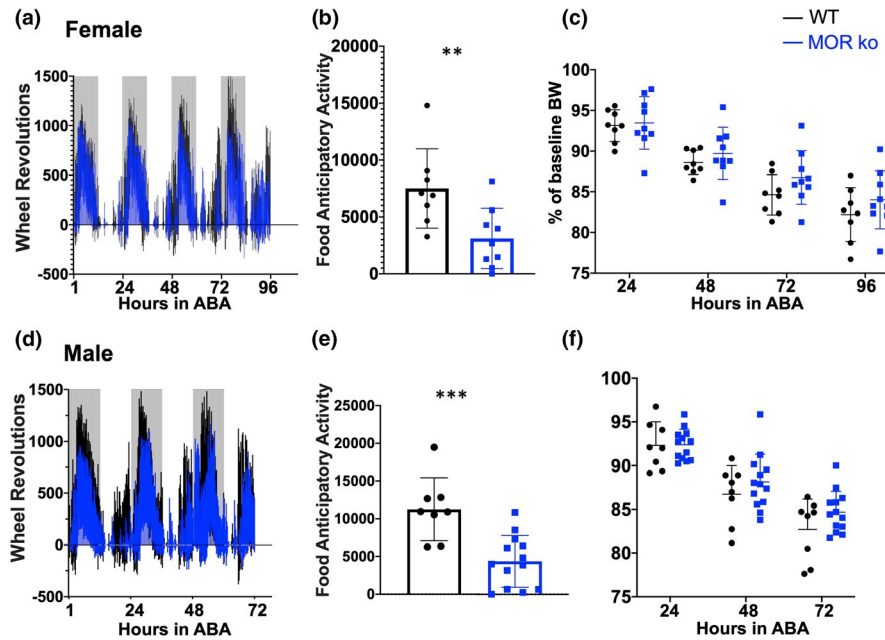 (a)
Female
Wheel Revolutions
1500
1000
500
0
-500
1 24 48 72 96
Hours in ABA
(b)
Food Anticipatory Activity
20000
15000
10000
5000
0
**
(c)
WT
MOR ko
% of baseline BW
100
95
90
85
80
75
24 48 72 96
Hours in ABA
(d)
Male
Wheel Revolutions
1500
1000
500
0
-500
1 24 48 72
Hours in ABA
(e)
Food Anticipatory Activity
25000
20000
15000
10000
5000
0
***
(f)
100
95
90
85
80
75
24 48 72
Hours in ABA